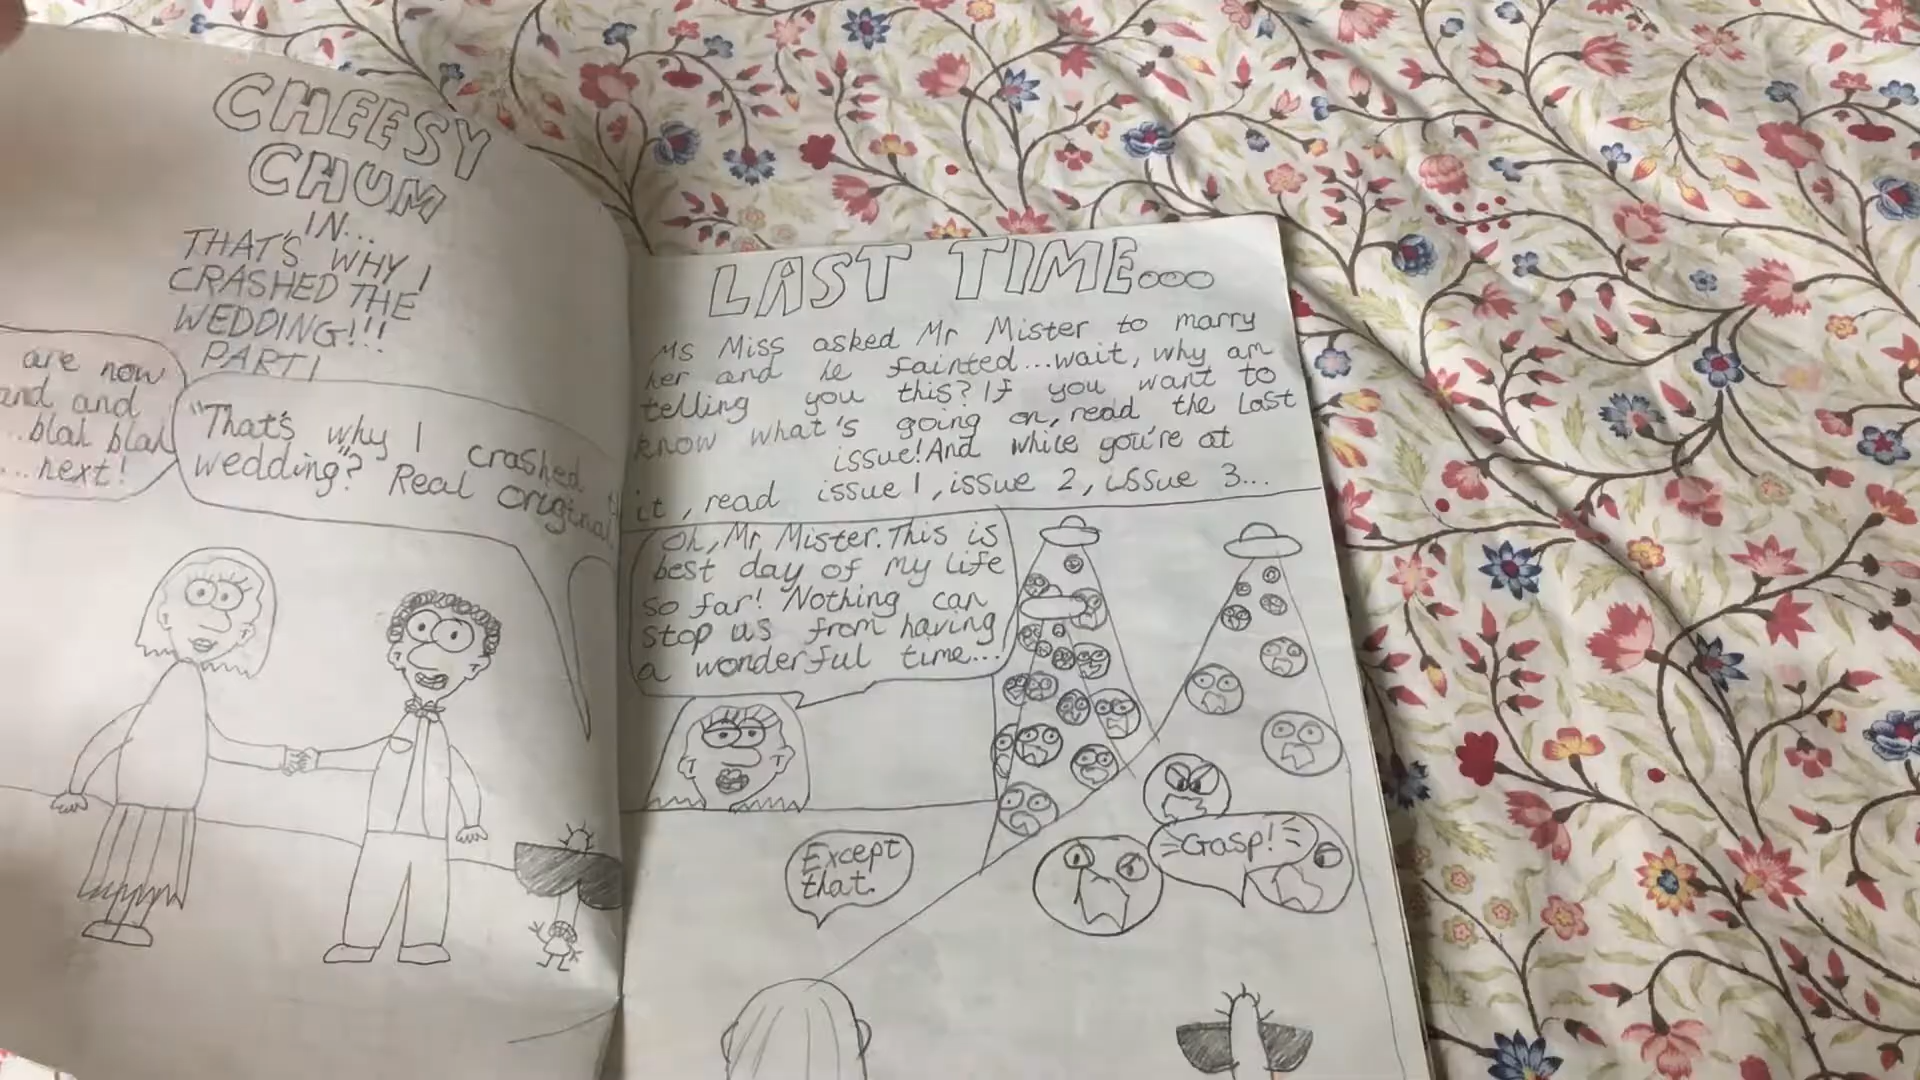 CHEESY
CHUM
IN...
THAT'S WHY I
CRASHED THE
WEDDING!!!
PART 1
are now
and and
...blah blah
...next!
"That's why I crashed
wedding"? Real original
LAST TIME...
Ms Miss asked Mr Mister to marry
her and he fainted...wait, why am
telling you this? If you want to
know what's going on, read the last
issue! And while you're at
it, read issue 1, issue 2, issue 3...
Oh, Mr Mister. This is
best day of my life
so far! Nothing can
stop us from having
a wonderful time...
Except
that.
Gasp!